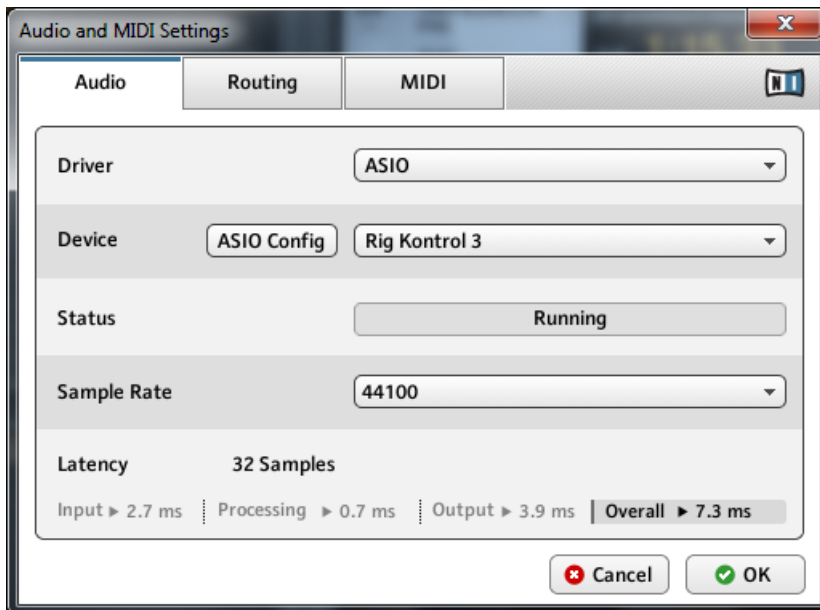 Audio and MIDI Settings
Audio Routing MIDI NI
Driver ASIO
Device ASIO Config Rig Kontrol 3
Status Running
Sample Rate 44100
Latency 32 Samples
Input ▶ 2.7 ms Processing ▶ 0.7 ms Output ▶ 3.9 ms Overall ▶ 7.3 ms
Cancel OK